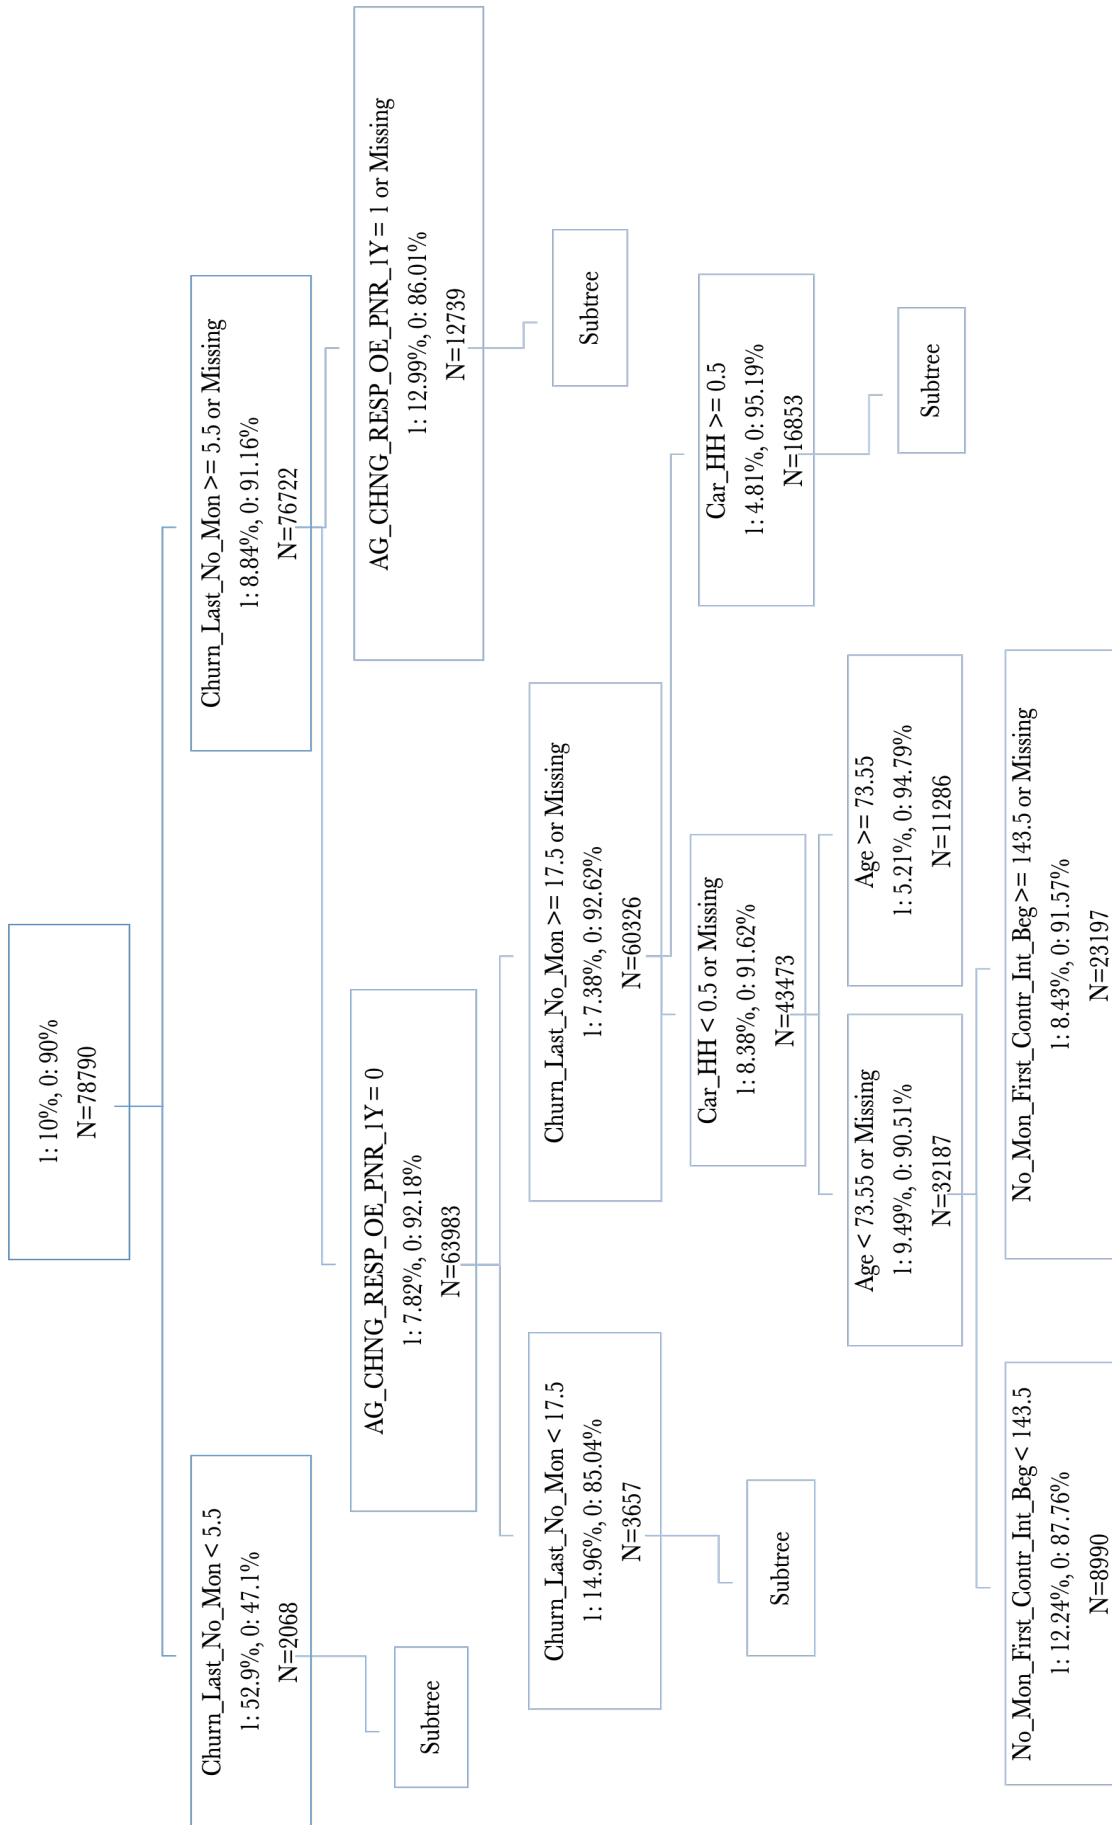 1: 10%, 0: 90%
N=78790
Churn_Last_No_Mon < 5.5
1: 52.9%, 0: 47.1%
N=2068
Churn_Last_No_Mon >= 5.5 or Missing
1: 8.84%, 0: 91.16%
N=76722
Subtree
AG_CHNG_RESP_OE_PNR_1Y = 0
1: 7.82%, 0: 92.18%
N=63983
AG_CHNG_RESP_OE_PNR_1Y = 1 or Missing
1: 12.99%, 0: 86.01%
N=12739
Churn_Last_No_Mon < 17.5
1: 14.96%, 0: 85.04%
N=3657
Churn_Last_No_Mon >= 17.5 or Missing
1: 7.38%, 0: 92.62%
N=60326
Subtree
Subtree
Car_HH < 0.5 or Missing
1: 8.38%, 0: 91.62%
N=43473
Car_HH >= 0.5
1: 4.81%, 0: 95.19%
N=16853
Age < 73.55 or Missing
1: 9.49%, 0: 90.51%
N=32187
Age >= 73.55
1: 5.21%, 0: 94.79%
N=11286
Subtree
No_Mon_First_Contr_Int_Beg < 143.5
1: 12.24%, 0: 87.76%
N=8990
No_Mon_First_Contr_Int_Beg >= 143.5 or Missing
1: 8.43%, 0: 91.57%
N=23197